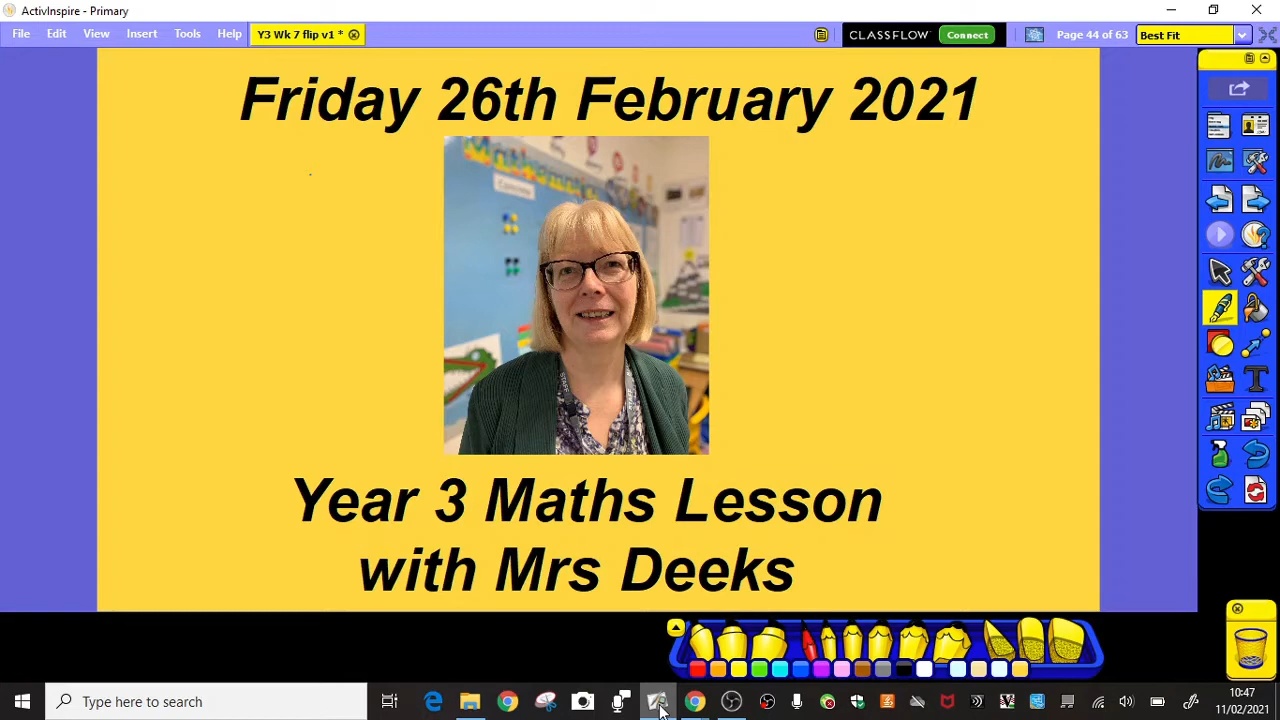 ActivInspire - Primary
File Edit View Insert Tools Help Y3 Wk 7 flip v1 * CLASSFLOW Connect Page 44 of 63 Best Fit
Friday 26th February 2021
Year 3 Maths Lesson
with Mrs Deeks
Type here to search
10:47
11/02/2021